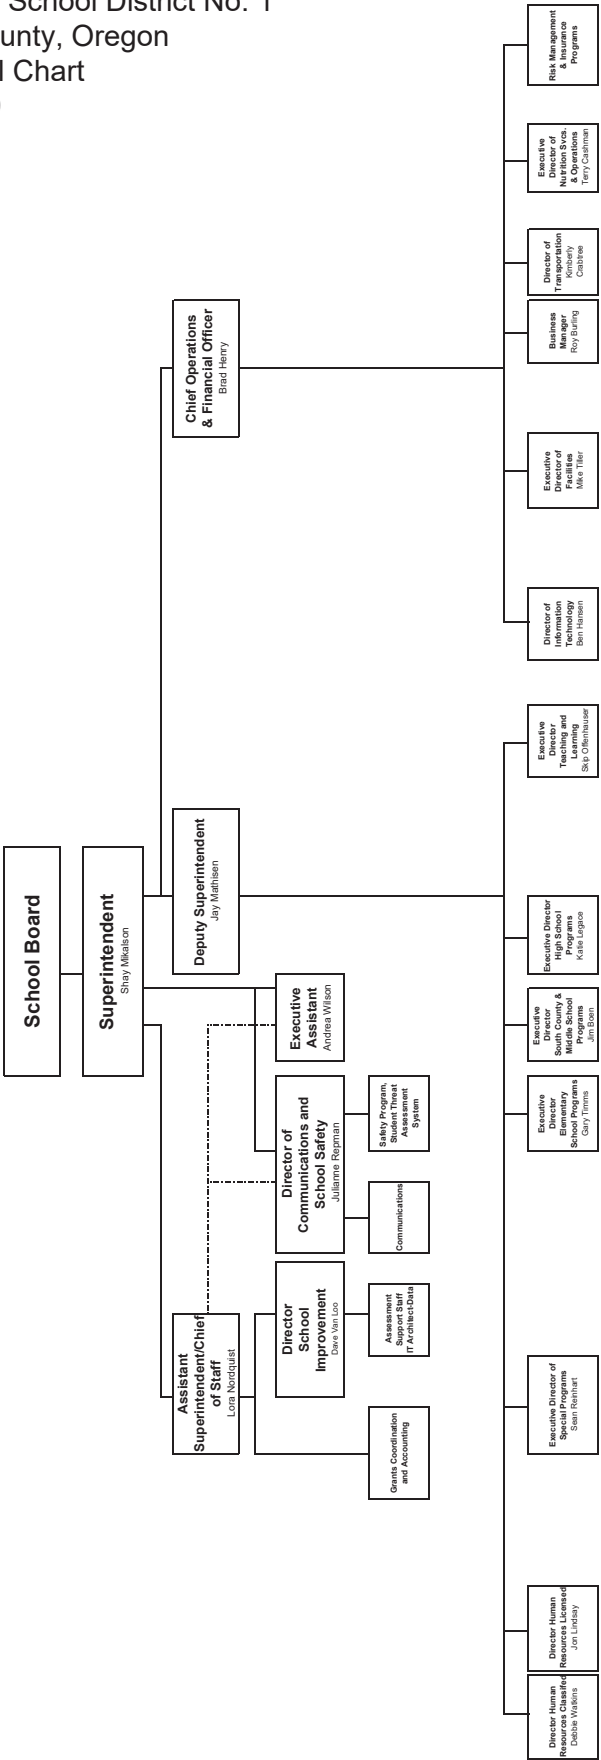 School District No. 1
unty, Oregon
l Chart
School Board
Superintendent
Shay Mikalson
Assistant
Superintendent/Chief
of Staff
Lora Nordquist
Deputy Superintendent
Jay Mathisen
Chief Operations
& Financial Officer
Brad Henry
Director
School
Improvement
Dave Van Loo
Director of
Communications and
School Safety
Julianne Repman
Executive
Assistant
Andrea Wilson
Grants Coordination
and Accounting
Assessment
Support Staff
IT Architect-Data
Communications
Safety Program,
Student Threat
Assessment
System
Director Human
Resources Classified
Debbie Watkins
Director Human
Resources Licensed
Jon Lindsay
Executive Director of
Special Programs
Sean Reinhart
Executive
Director
Elementary
School Programs
Gary Timms
Executive
Director
South County &
Middle School
Programs
Jim Boen
Executive Director
High School
Programs
Katie Legace
Executive
Director
Teaching and
Learning
Skip Offenhauser
Director of
Information
Technology
Ben Hansen
Executive
Director of
Facilities
Mike Tiller
Business
Manager
Roy Burling
Director of
Transportation
Kimberly
Crabtree
Executive
Director of
Nutrition Svcs.
& Operations
Terry Cashman
Risk Management
& Insurance
Programs